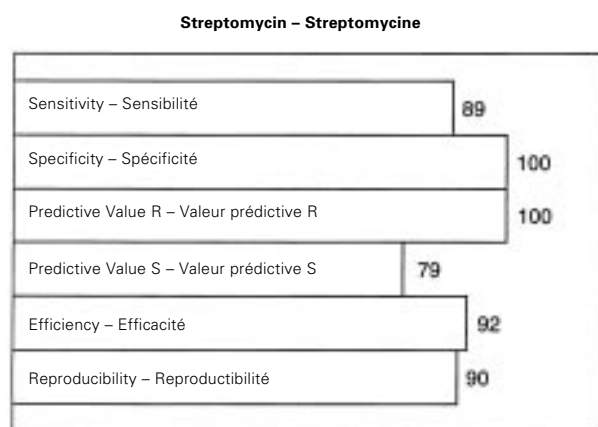 Streptomycin – Streptomycine
Sensitivity – Sensibilité
89
Specificity – Spécificité
100
Predictive Value R – Valeur prédictive R
100
Predictive Value S – Valeur prédictive S
79
Efficiency – Efficacité
92
Reproducibility – Reproductibilité
90